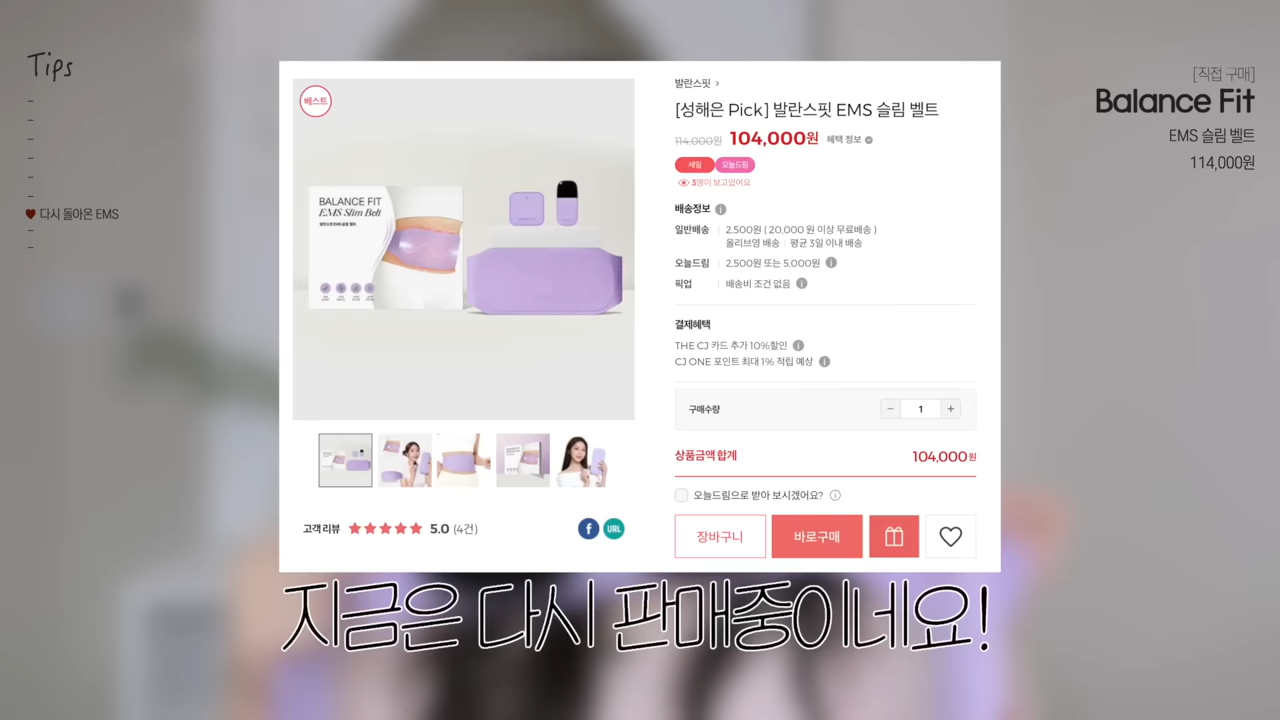 Tips
♥ 다시 돌아온 EMS
[직접 구매]
Balance Fit
EMS 슬림 벨트
114,000원
베스트
BALANCE FIT
EMS Slim Belt
발란스핏 EMS 슬림 벨트
발란스핏 >
[성해은 Pick] 발란스핏 EMS 슬림 벨트
114,000원 104,000원 혜택 정보
세일 오늘드림
3명이 보고있어요
배송정보
일반배송 2,500원 ( 20,000 원 이상 무료배송 )
올리브영 배송 평균 3일 이내 배송
오늘드림 2,500원 또는 5,000원
픽업 배송비 조건 없음
결제혜택
THE CJ 카드 추가 10%할인
CJ ONE 포인트 최대 1% 적립 예상
구매수량 − 1 +
상품금액 합계 104,000원
오늘드림으로 받아 보시겠어요?
장바구니 바로구매
고객 리뷰 ★★★★★ 5.0 (4건) f URL
지금은 다시 판매중이네요!